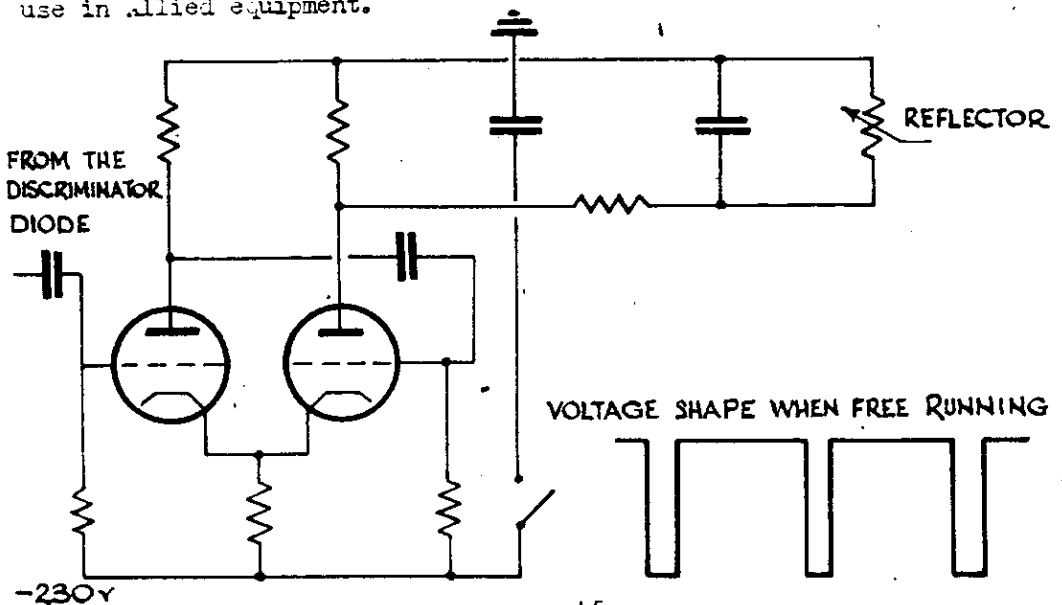 use in Allied equipment.
REFLECTOR
FROM THE
DISCRIMINATOR
DIODE
VOLTAGE SHAPE WHEN FREE RUNNING
-230v